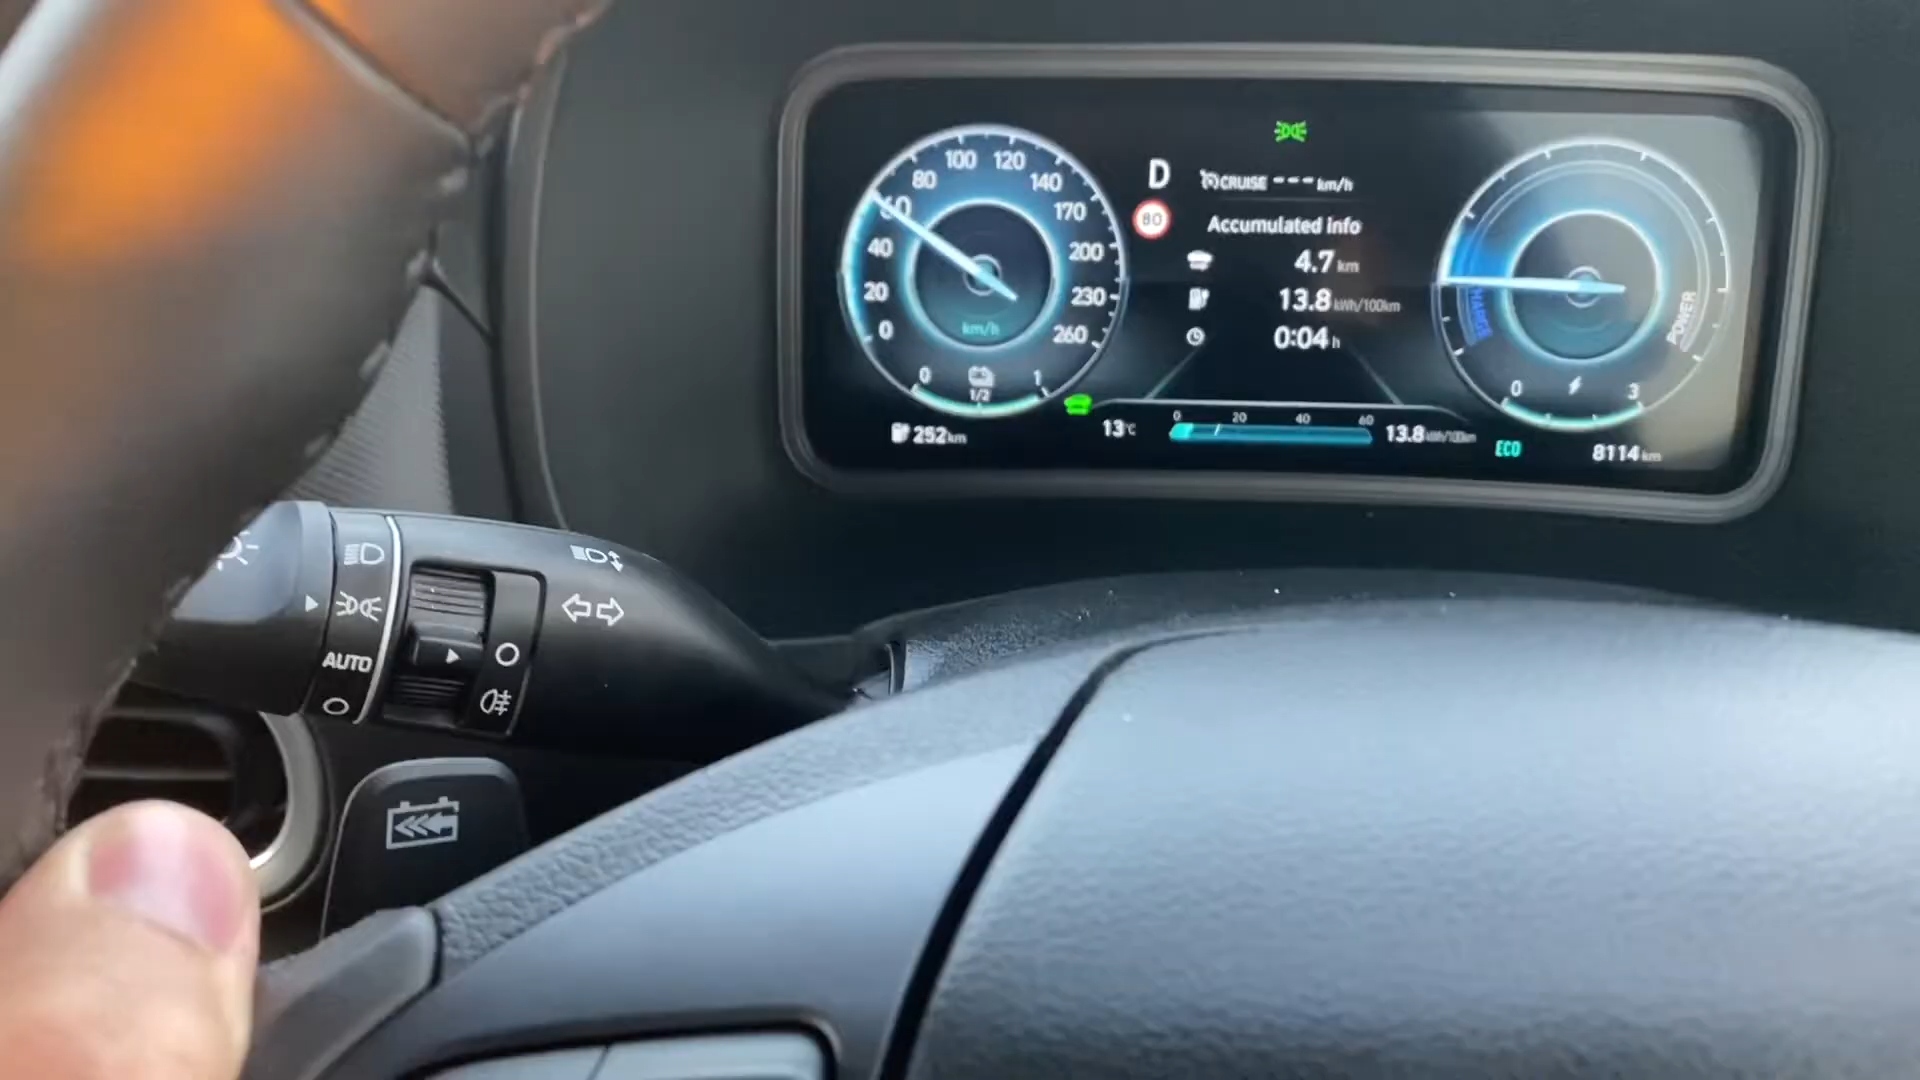 100 120
80 140
60 170
40 200
20 230
0 260
km/h
0 1
1/2
252km
D
80
CRUISE --- km/h
Accumulated info
4.7 km
13.8 kWh/100km
0:04 h
13°C
0 20 40 60
13.8 kWh/100km
POWER
0 3
ECO
8114 km
AUTO